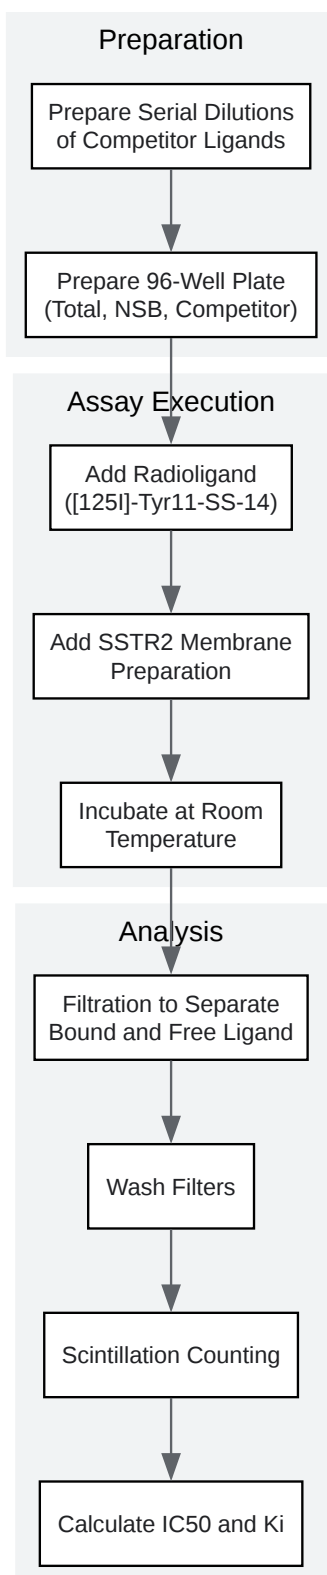 Preparation
Prepare Serial Dilutions
of Competitor Ligands
Prepare 96-Well Plate
(Total, NSB, Competitor)
Assay Execution
Add Radioligand
([125I]-Tyr11-SS-14)
Add SSTR2 Membrane
Preparation
Incubate at Room
Temperature
Analysis
Filtration to Separate
Bound and Free Ligand
Wash Filters
Scintillation Counting
Calculate IC50 and Ki